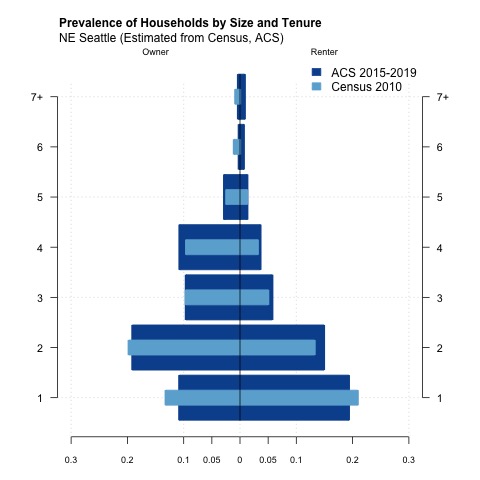 Prevalence of Households by Size and Tenure
NE Seattle (Estimated from Census, ACS)
Owner Renter
ACS 2015-2019
Census 2010
7+ 7+
6 6
5 5
4 4
3 3
2 2
1 1
0.3 0.2 0.1 0.05 0 0.05 0.1 0.2 0.3